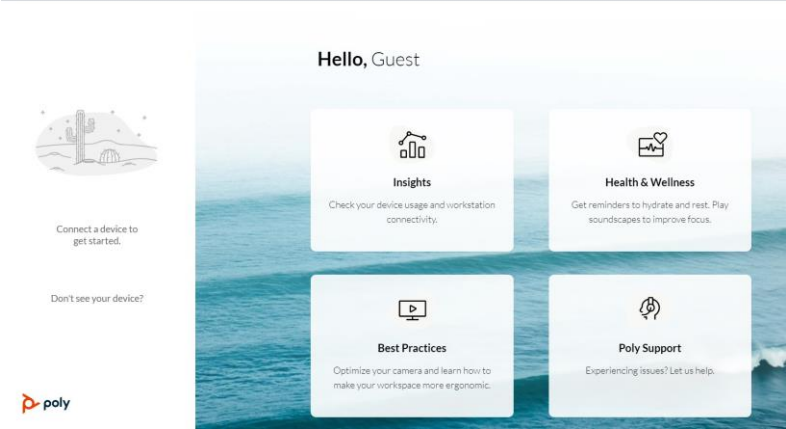 Hello, Guest
Insights
Check your device usage and workstation
connectivity.
Health & Wellness
Get reminders to hydrate and rest. Play
soundscapes to improve focus.
Connect a device to
get started.
Don't see your device?
Best Practices
Optimize your camera and learn how to
make your workspace more ergonomic.
Poly Support
Experiencing issues? Let us help.
poly